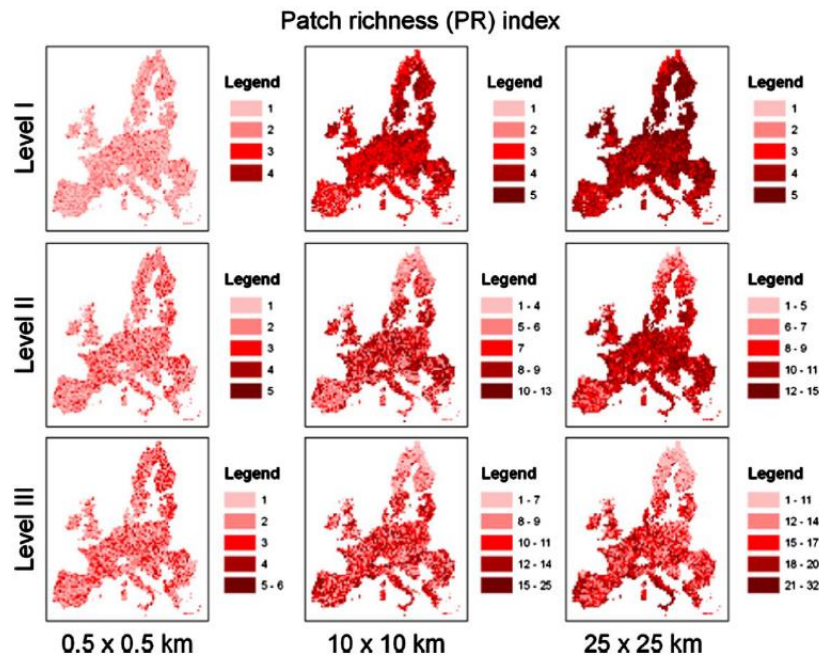 Patch richness (PR) index
Level I
Legend
1
2
3
4
Legend
1
2
3
4
5
Legend
1
2
3
4
5
Level II
Legend
1
2
3
4
5
Legend
1 - 4
5 - 6
7
8 - 9
10 - 13
Legend
1 - 5
6 - 7
8 - 9
10 - 11
12 - 15
Level III
Legend
1
2
3
4
5 - 6
Legend
1 - 7
8 - 9
10 - 11
12 - 14
15 - 25
Legend
1 - 11
12 - 14
15 - 17
18 - 20
21 - 32
0.5 x 0.5 km
10 x 10 km
25 x 25 km